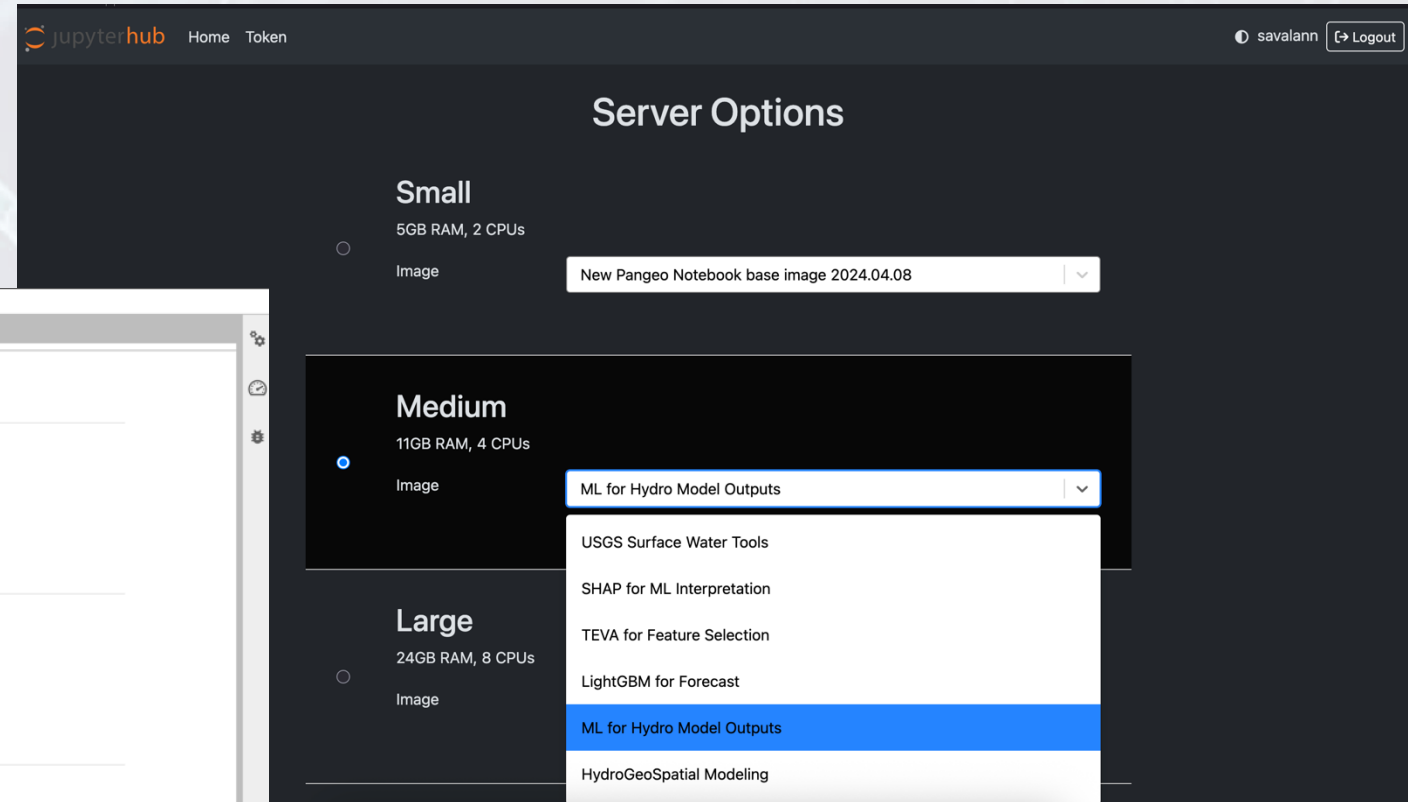 jupyterhub Home Token savalann Logout
Server Options
Small
5GB RAM, 2 CPUs
Image New Pangeo Notebook base image 2024.04.08
Medium
11GB RAM, 4 CPUs
Image ML for Hydro Model Outputs
USGS Surface Water Tools
SHAP for ML Interpretation
TEVA for Feature Selection
LightGBM for Forecast
ML for Hydro Model Outputs
HydroGeoSpatial Modeling
Large
24GB RAM, 8 CPUs
Image